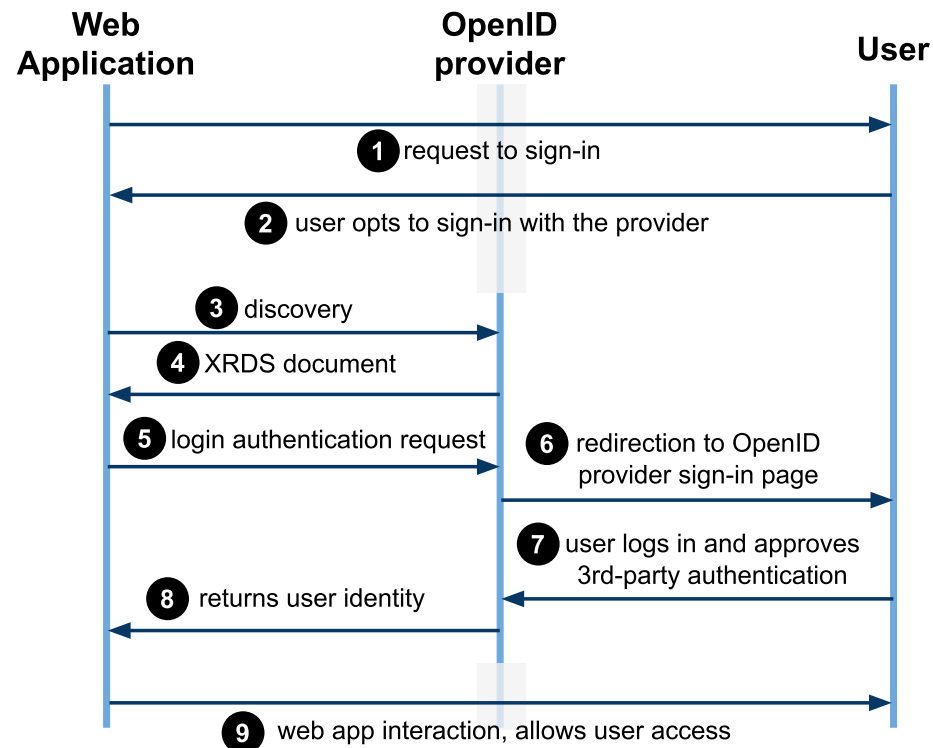 Web
Application
OpenID
provider
User
1 request to sign-in
2 user opts to sign-in with the provider
3 discovery
4 XRDS document
5 login authentication request
6 redirection to OpenID
provider sign-in page
7 user logs in and approves
3rd-party authentication
8 returns user identity
9 web app interaction, allows user access